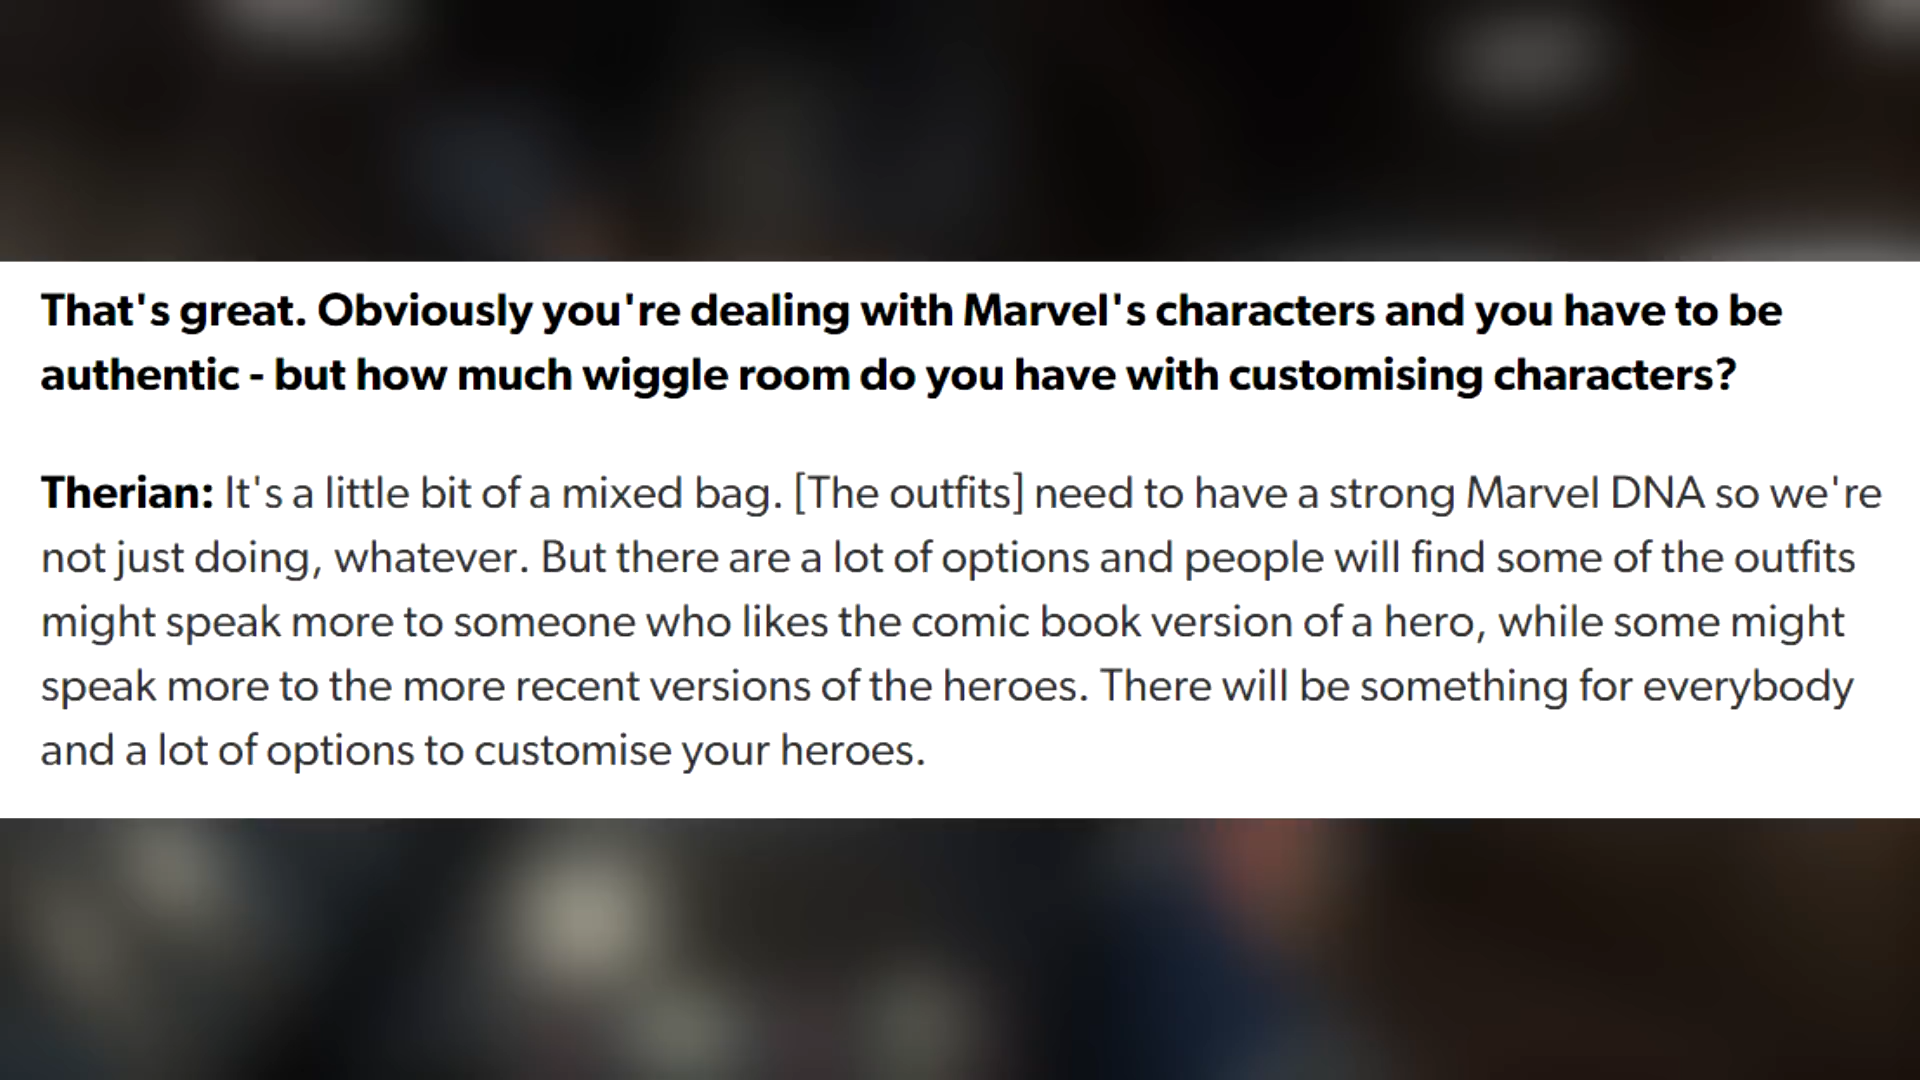 That's great. Obviously you're dealing with Marvel's characters and you have to be
authentic - but how much wiggle room do you have with customising characters?
Therian: It's a little bit of a mixed bag. [The outfits] need to have a strong Marvel DNA so we're
not just doing, whatever. But there are a lot of options and people will find some of the outfits
might speak more to someone who likes the comic book version of a hero, while some might
speak more to the more recent versions of the heroes. There will be something for everybody
and a lot of options to customise your heroes.